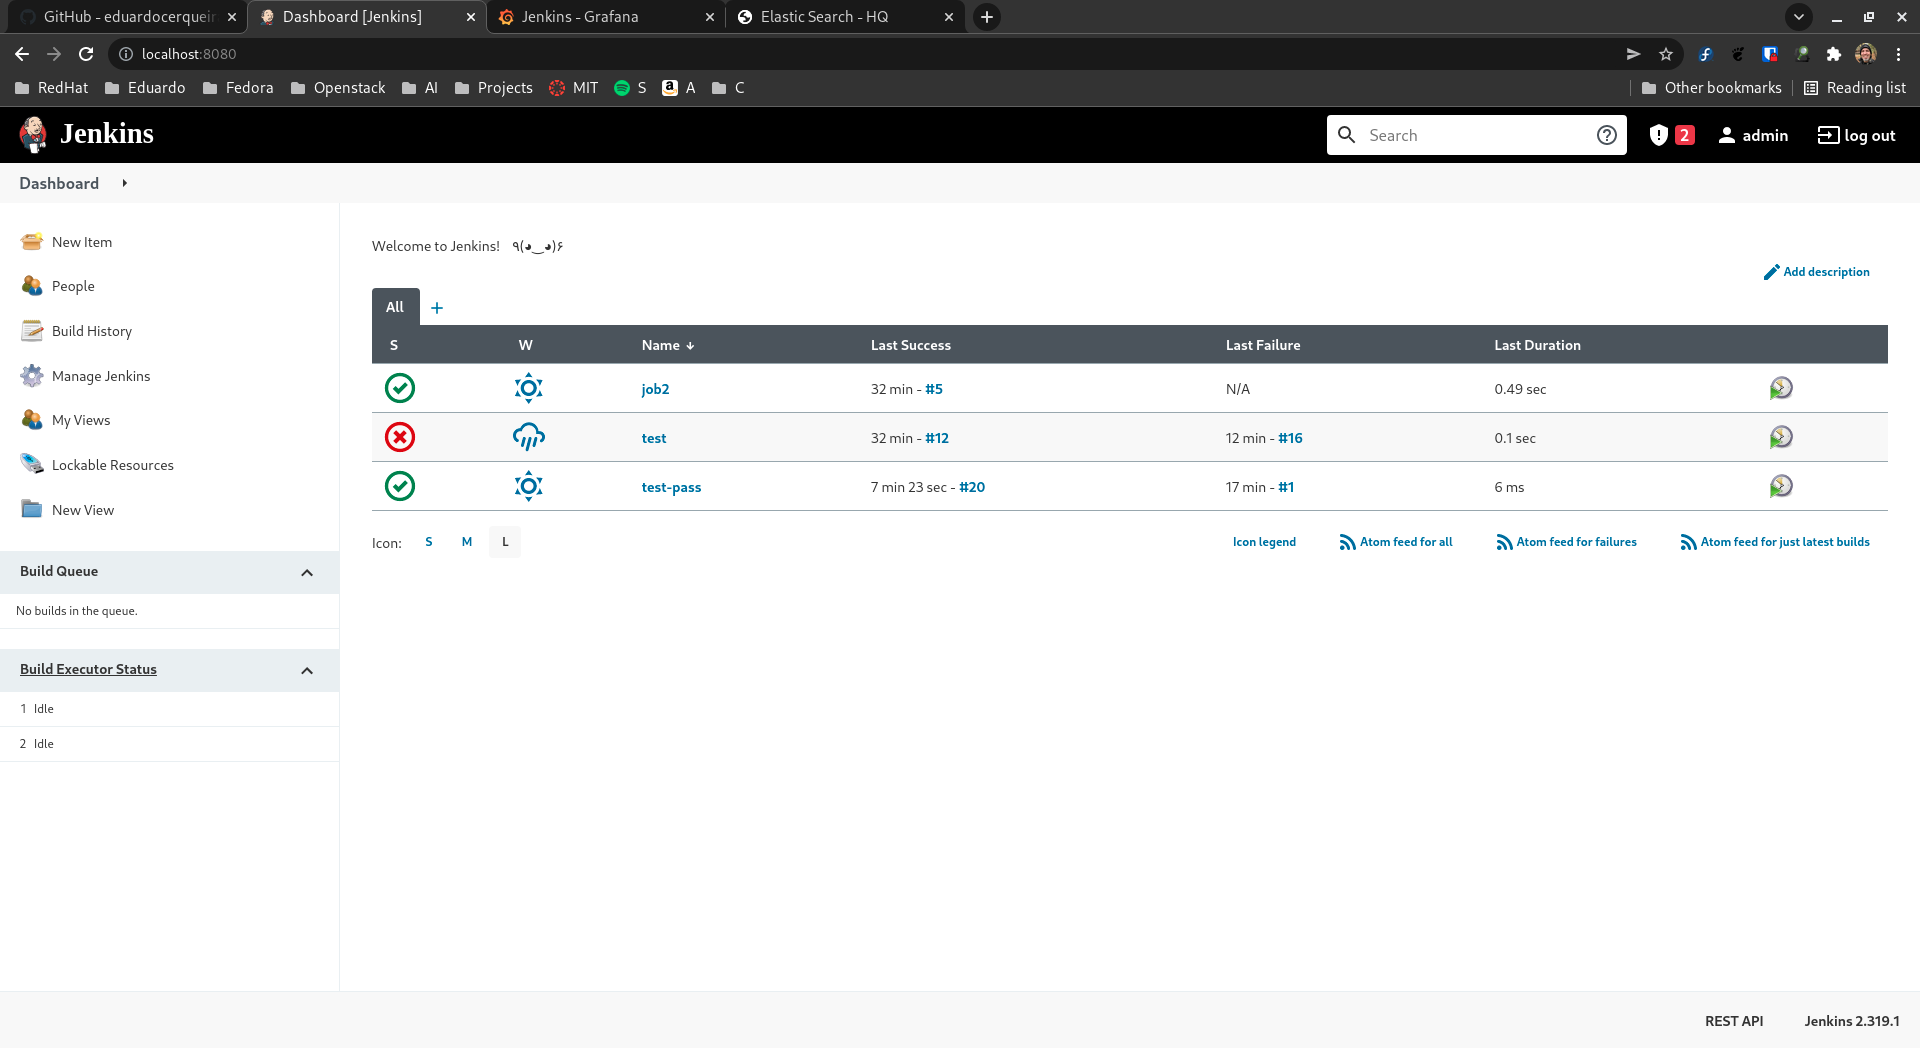 GitHub - eduardocerqueir
Dashboard [Jenkins]
Jenkins - Grafana
Elastic Search - HQ
localhost:8080
RedHat Eduardo Fedora Openstack AI Projects MIT S A C Other bookmarks Reading list
Jenkins
Search
2
admin
log out
Dashboard
New Item
People
Build History
Manage Jenkins
My Views
Lockable Resources
New View
Build Queue
No builds in the queue.
Build Executor Status
1 Idle
2 Idle
Welcome to Jenkins! ٩(◕‿◕)۶
Add description
All +
S W Name ↓ Last Success Last Failure Last Duration
job2 32 min - #5 N/A 0.49 sec
test 32 min - #12 12 min - #16 0.1 sec
test-pass 7 min 23 sec - #20 17 min - #1 6 ms
Icon: S M L Icon legend Atom feed for all Atom feed for failures Atom feed for just latest builds
REST API Jenkins 2.319.1